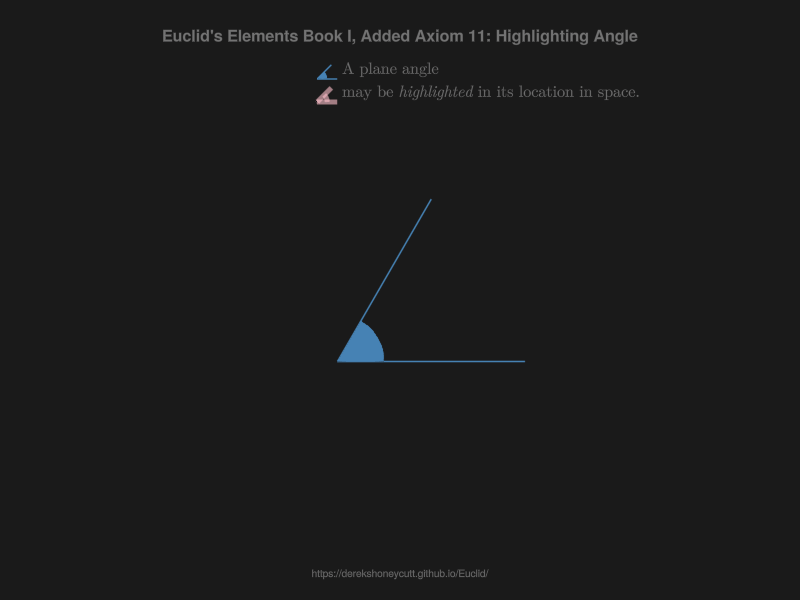 Euclid's Elements Book I, Added Axiom 11: Highlighting Angle
A plane angle
may be highlighted in its location in space.
https://derekshoneycutt.github.io/Euclid/